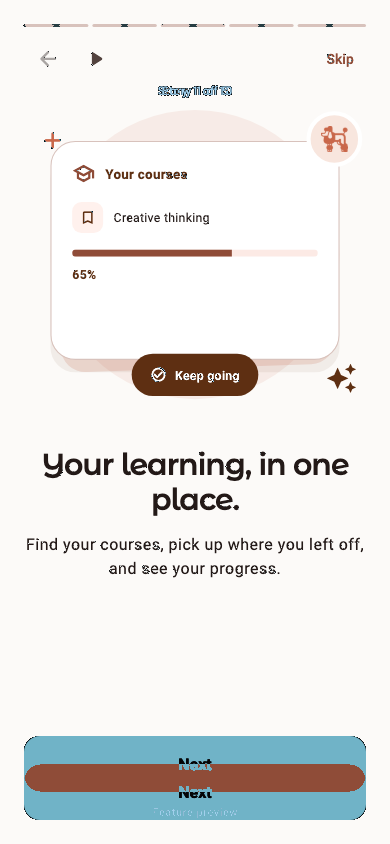 Skip
Your courses
Creative thinking
65%
Keep going
Your learning, in one
place.
Find your courses, pick up where you left off,
and see your progress.
Next
Next
Feature preview